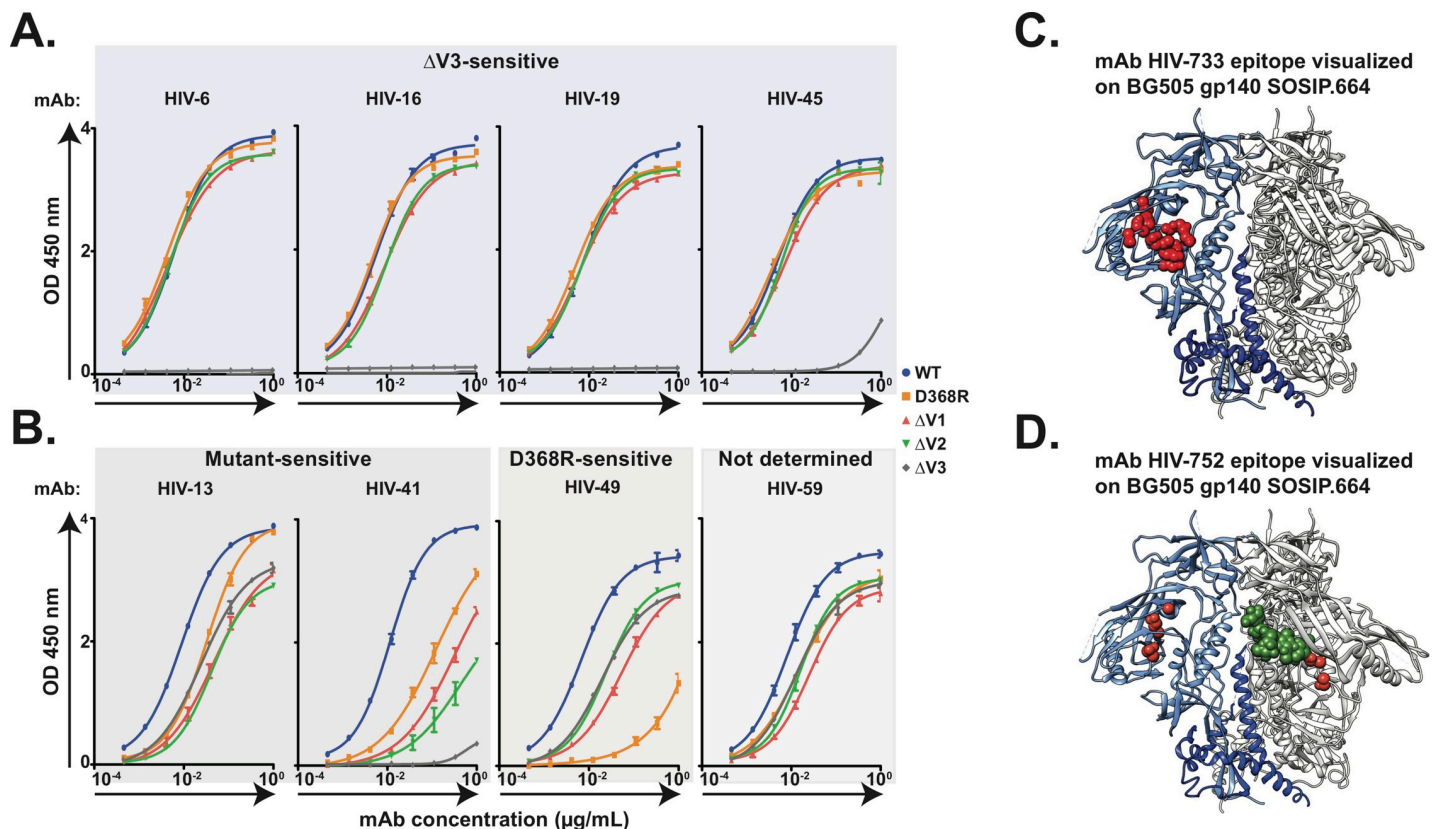 A.
ΔV3-sensitive
mAb: HIV-6 HIV-16 HIV-19 HIV-45
4
2
0
OD 450 nm
10⁻⁴ 10⁻² 10⁰ 10⁻⁴ 10⁻² 10⁰ 10⁻⁴ 10⁻² 10⁰ 10⁻⁴ 10⁻² 10⁰
WT
D368R
ΔV1
ΔV2
ΔV3
B.
Mutant-sensitive D368R-sensitive Not determined
mAb: HIV-13 HIV-41 HIV-49 HIV-59
4
2
0
OD 450 nm
10⁻⁴ 10⁻² 10⁰ 10⁻⁴ 10⁻² 10⁰ 10⁻⁴ 10⁻² 10⁰ 10⁻⁴ 10⁻² 10⁰
mAb concentration (μg/mL)
C.
mAb HIV-733 epitope visualized
on BG505 gp140 SOSIP.664
D.
mAb HIV-752 epitope visualized
on BG505 gp140 SOSIP.664